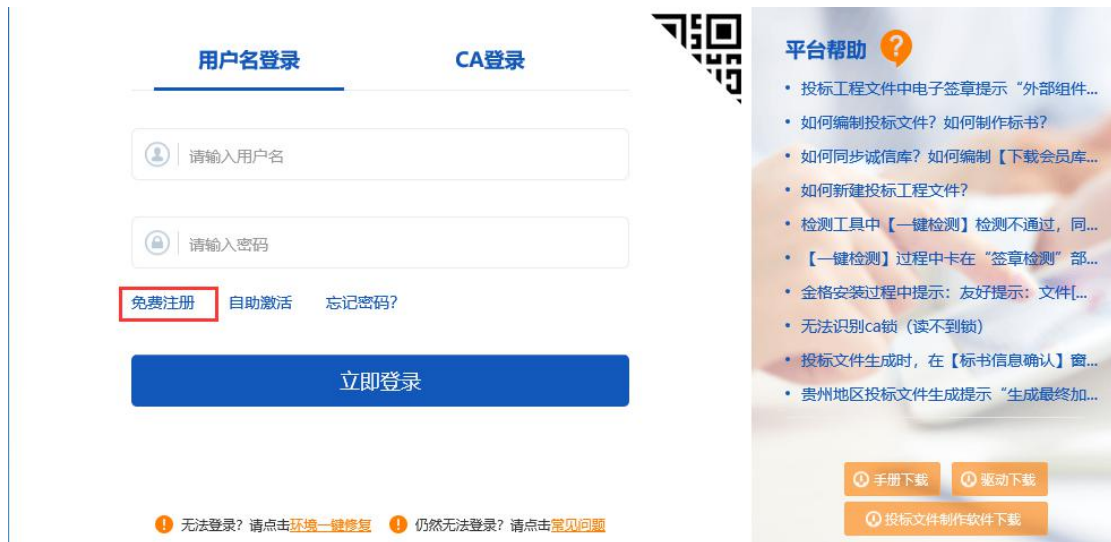 用户名登录
CA登录
请输入用户名
请输入密码
免费注册
自助激活
忘记密码?
立即登录
无法登录? 请点击环境一键修复
仍然无法登录? 请点击常见问题
平台帮助
• 投标工程文件中电子签章提示“外部组件...
• 如何编制投标文件? 如何制作标书?
• 如何同步诚信库? 如何编制【下载会员库...
• 如何新建投标工程文件?
• 检测工具中【一键检测】检测不通过, 同...
• 【一键检测】过程中卡在“签章检测”部...
• 金格安装过程中提示: 友好提示: 文件[...
• 无法识别ca锁 (读不到锁)
• 投标文件生成时, 在【标书信息确认】窗...
• 贵州地区投标文件生成提示“生成最终加...
手册下载
驱动下载
投标文件制作软件下载